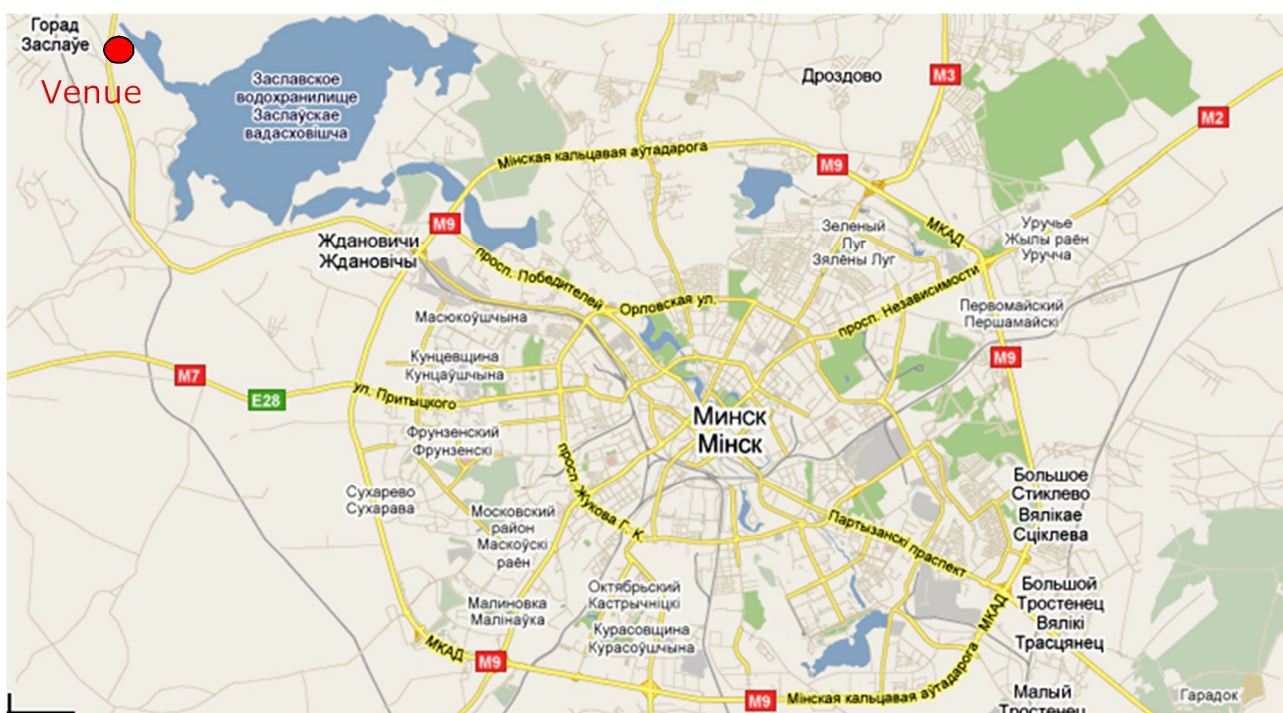 Горад
Заслаўе
Venue
Заславское
водохранилище
Заслаўскае
вадасховішча
Дроздово
M3
M2
Мінская кальцавая аўтадарога
M9
M9
МКАД
Зеленый
Луг
Зялёны Луг
Уручье
Жылы раён
Уручча
Ждановичи
Ждановічы
просп. Победителей
Орловская ул.
просп. Независимости
Первомайский
Першамайскі
Масюкоўшчына
M9
Кунцевщина
Кунцаўшчына
M7
E28
ул. Притыцкого
Минск
Мінск
Фрунзенский
Фрунзенскі
просп. Жукова Г. К.
Сухарево
Сухарава
Московский
район
Маскоўскі
раён
Большое
Стиклево
Вялікае
Сціклева
Партызанскі праспект
Октябрьский
Кастрычніцкі
Большой
Тростенец
Вялікі
Трасцянец
МКАД
Малиновка
Малінаўка
Курасовщина
Курасоўшчына
МКАД
M9
M9
Мінская кальцавая аўтадарога
Малый
Тростенец
Гарадок